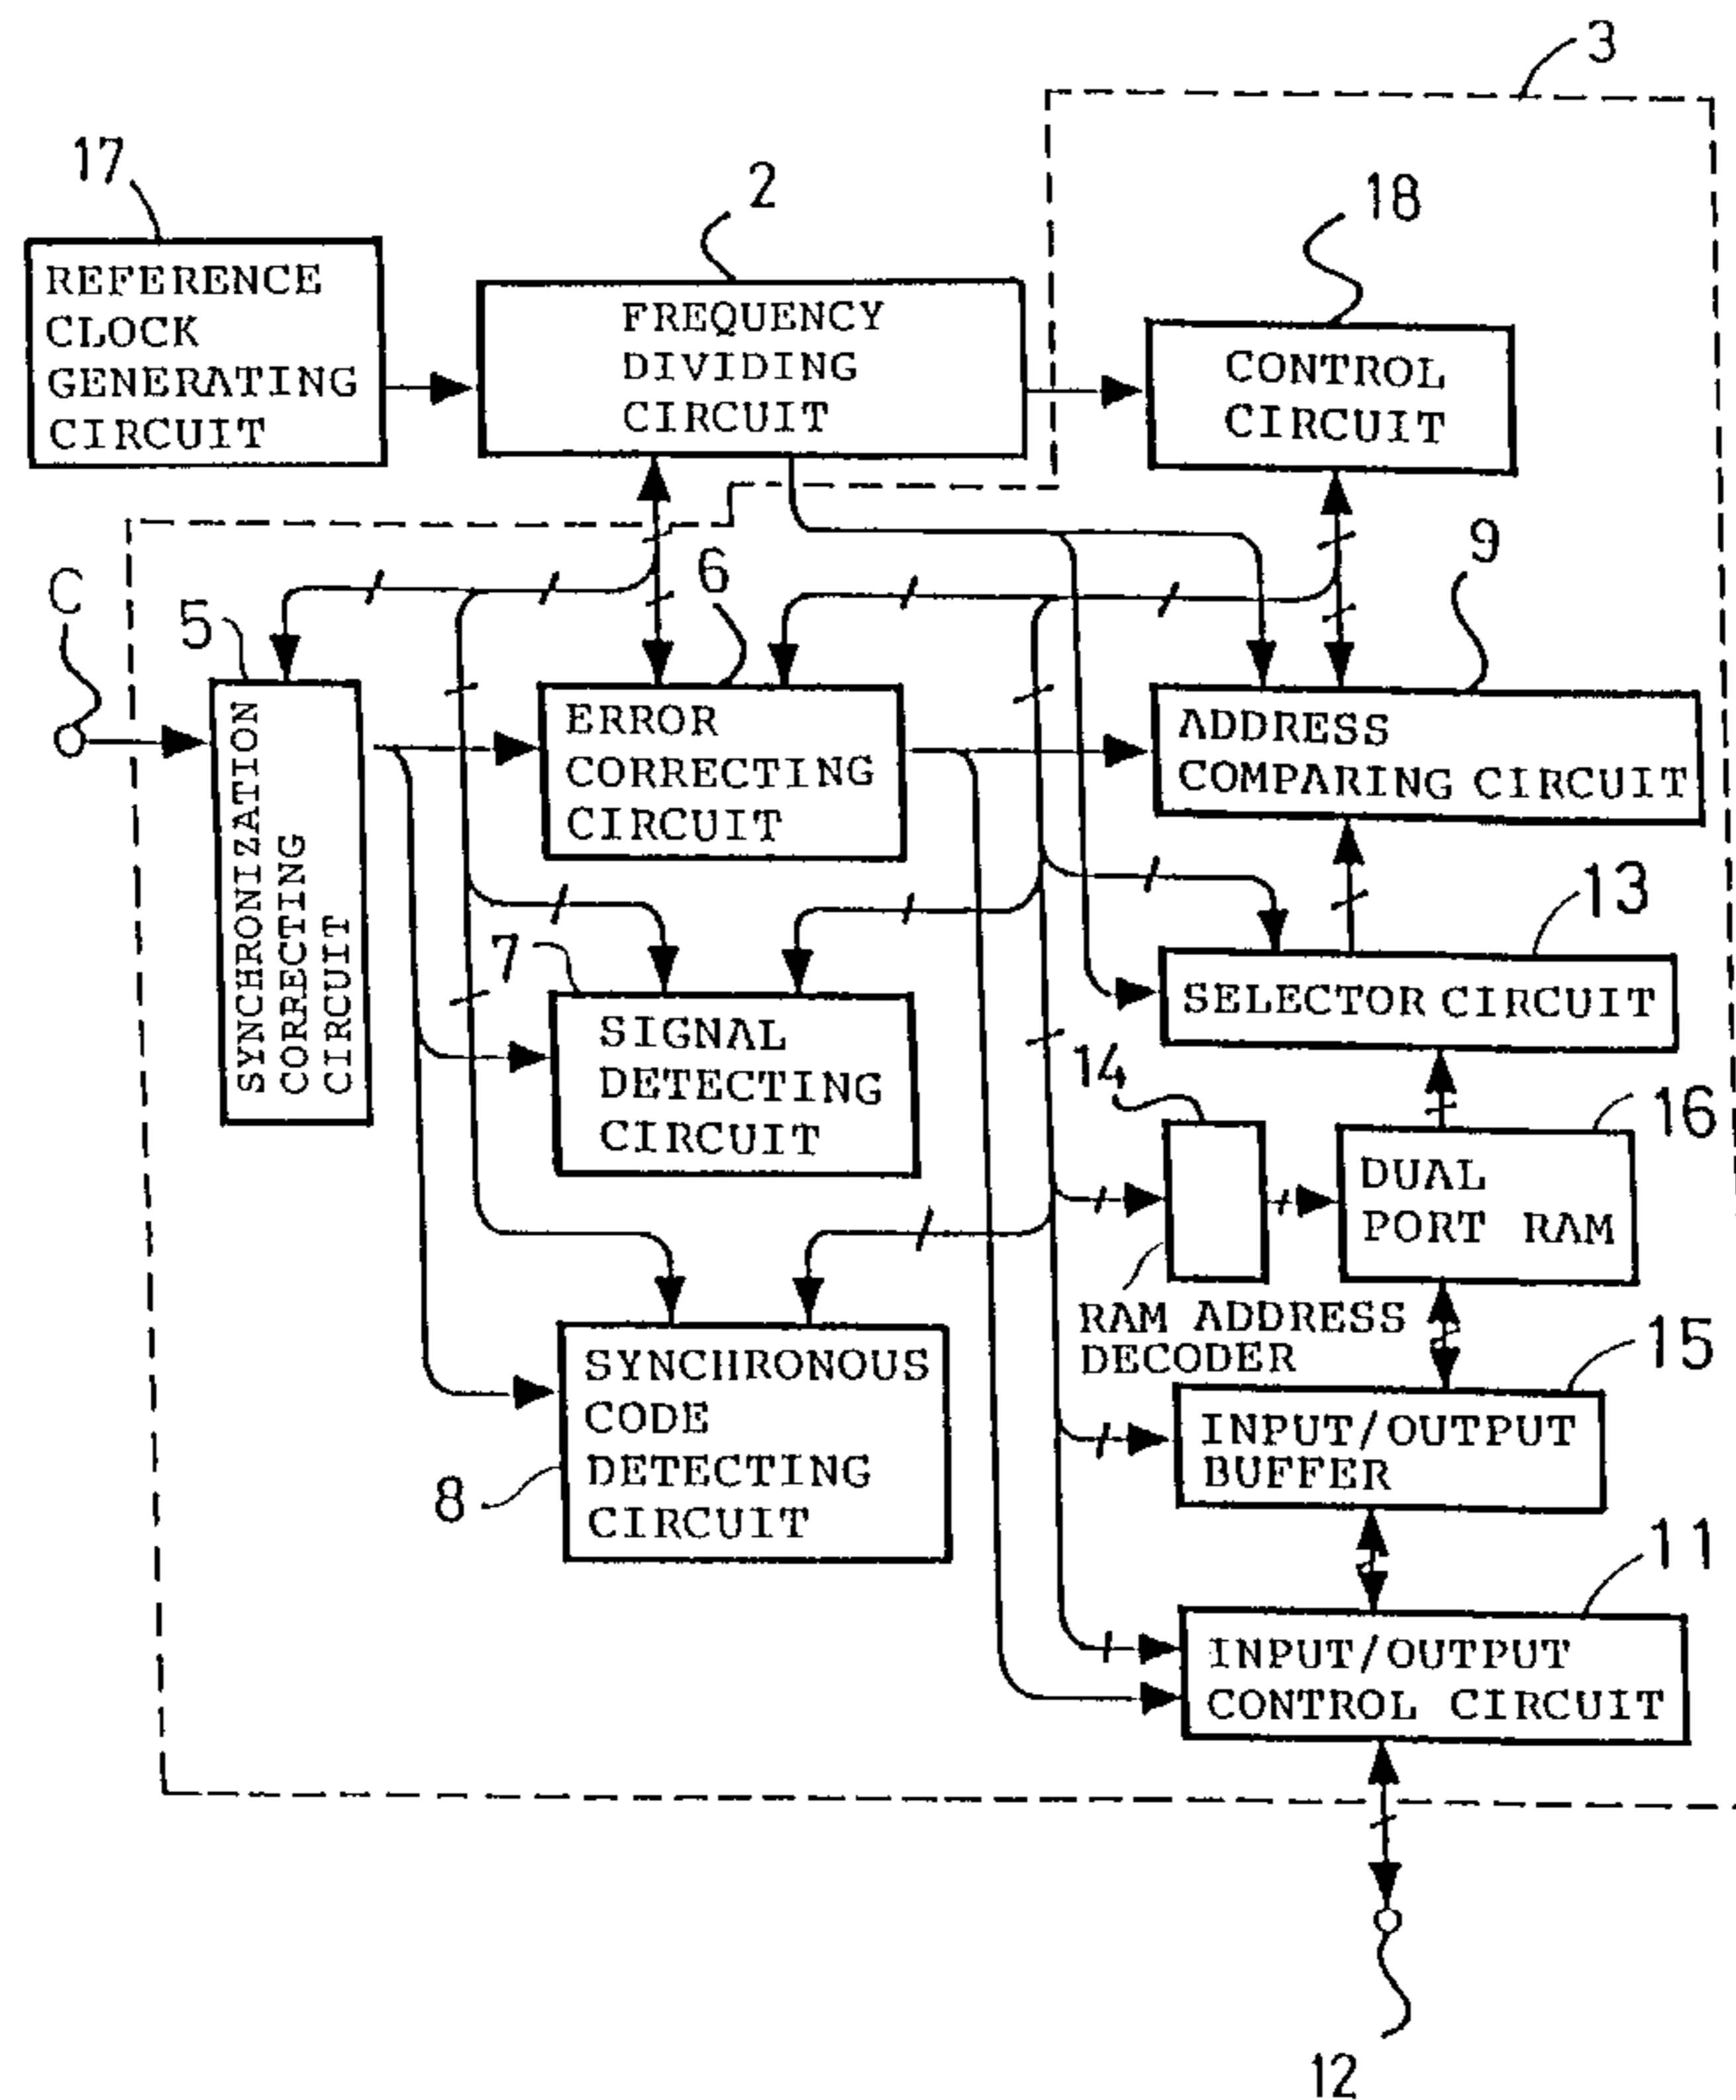 3
17
2
18
REFERENCE
CLOCK
GENERATING
CIRCUIT
FREQUENCY
DIVIDING
CIRCUIT
CONTROL
CIRCUIT
C
5
6
9
SYNCHRONIZATION
CORRECTING
CIRCUIT
ERROR
CORRECTING
CIRCUIT
ADDRESS
COMPARING CIRCUIT
13
7
SIGNAL
DETECTING
CIRCUIT
SELECTOR CIRCUIT
14
16
DUAL
PORT RAM
RAM ADDRESS
DECODER
15
8
SYNCHRONOUS
CODE
DETECTING
CIRCUIT
INPUT/OUTPUT
BUFFER
11
INPUT/OUTPUT
CONTROL CIRCUIT
12